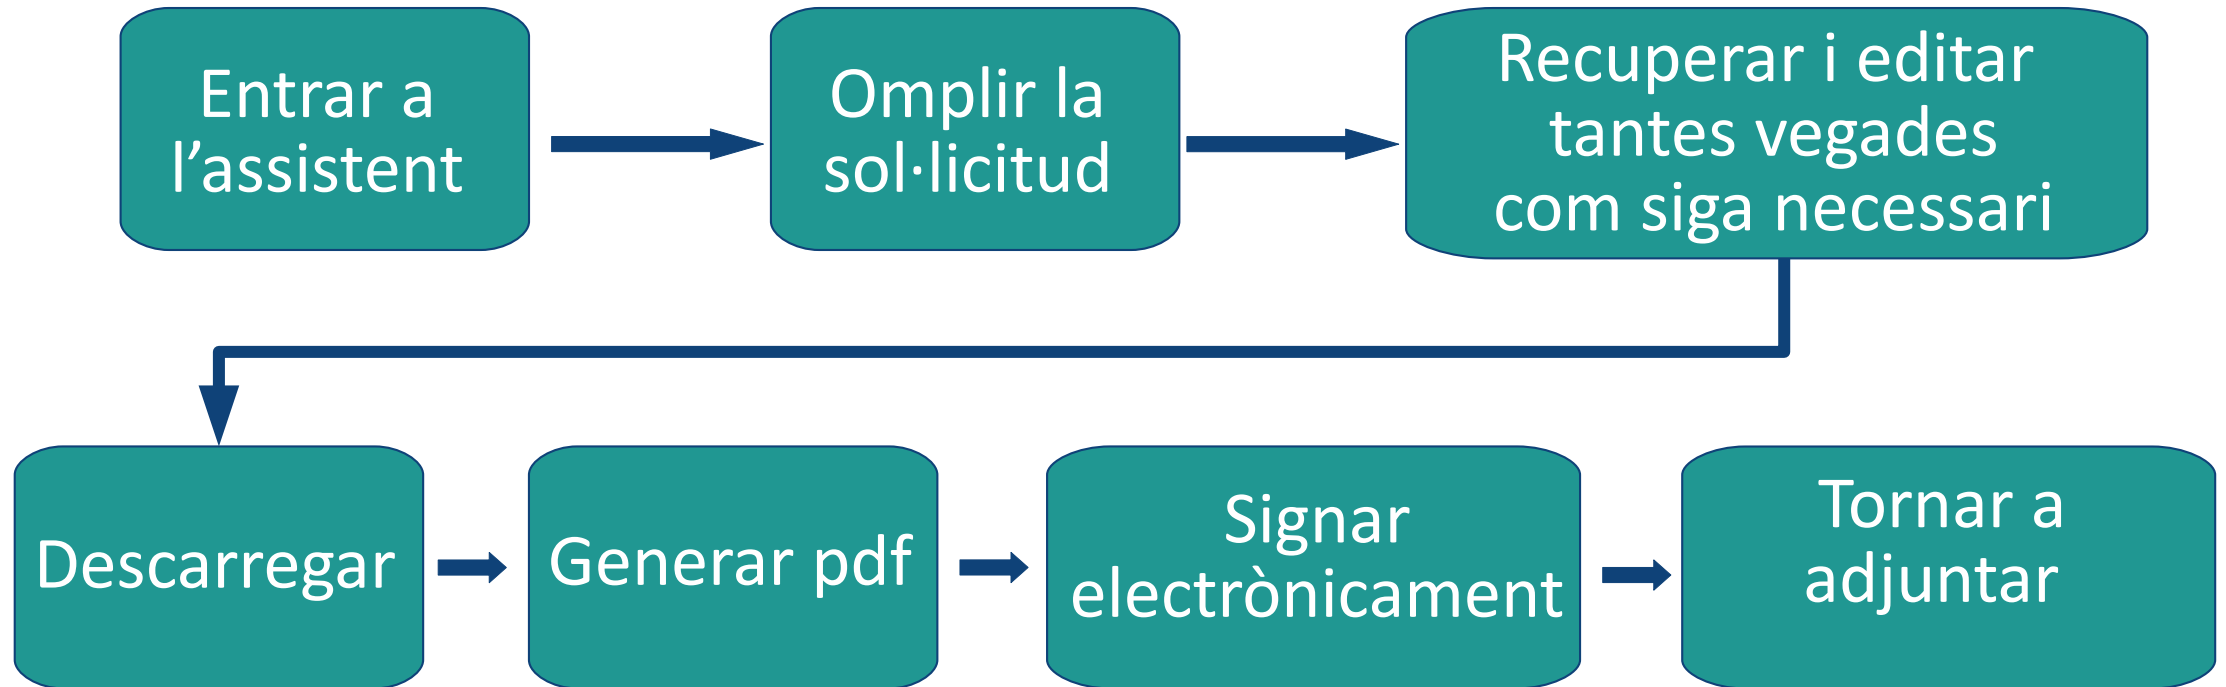 Entrar a
l’assistent
Omplir la
sol·licitud
Recuperar i editar
tantes vegades
com siga necessari
Descarregar
Generar pdf
Signar
electrònicament
Tornar a
adjuntar